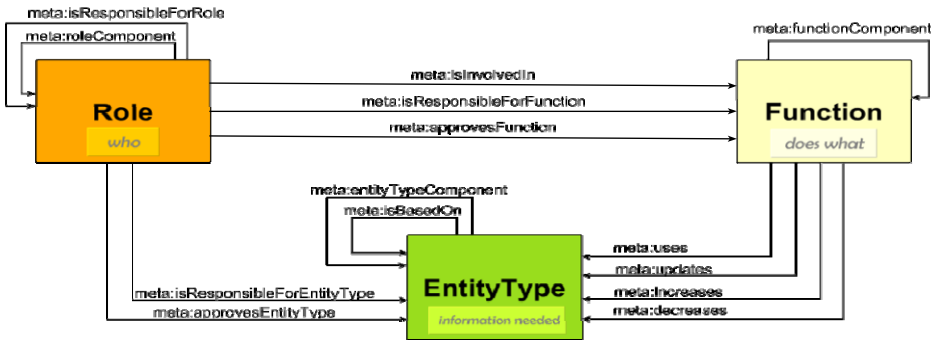 meta:isResponsibleForRole
meta:roleComponent
meta:functionComponent
Role
who
meta:isInvolvedIn
meta:isResponsibleForFunction
meta:approvesFunction
Function
does what
meta:entityTypeComponent
meta:isBasedOn
meta:uses
meta:updates
meta:increases
meta:decreases
EntityType
information needed
meta:isResponsibleForEntityType
meta:approvesEntityType